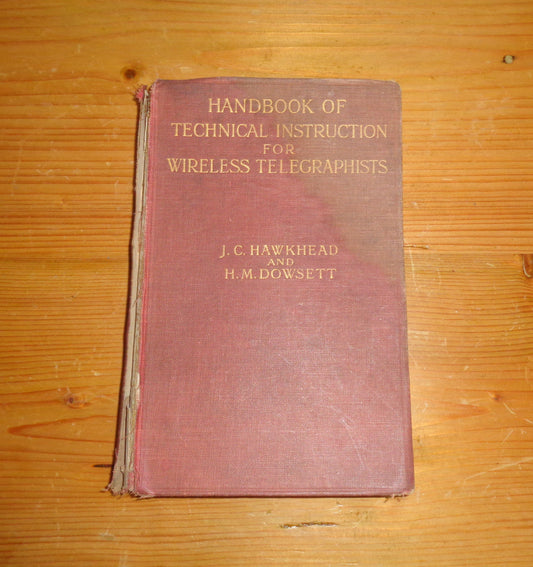 HANDBOOK OF
TECHNICAL INSTRUCTION
FOR
WIRELESS TELEGRAPHISTS
J. C. HAWKHEAD
AND
H. M. DOWSETT